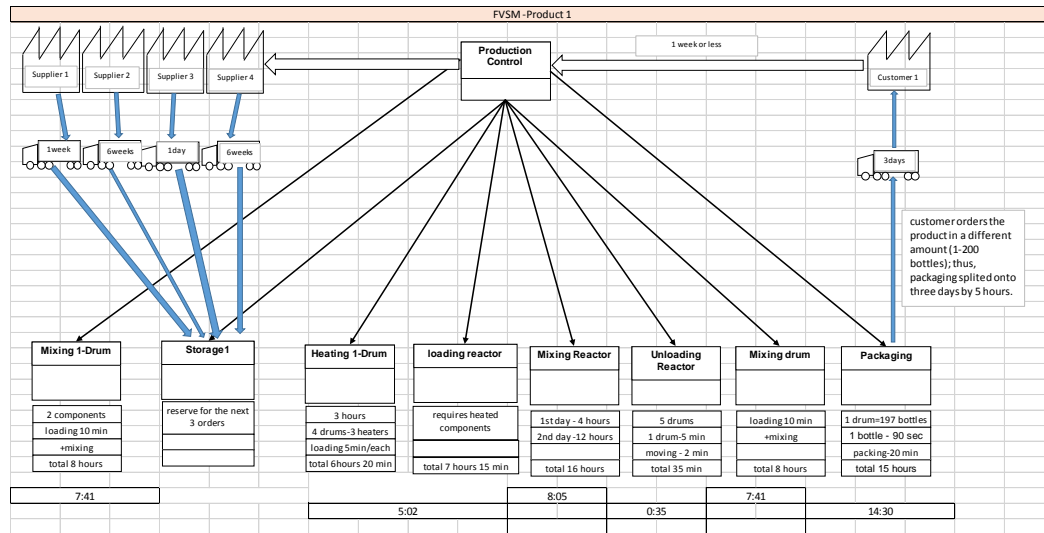 FVSM -Product 1
Supplier 1
Supplier 2
Supplier 3
Supplier 4
Production
Control
1 week or less
Customer 1
1week
6weeks
1day
6weeks
3days
customer orders the
product in a different
amount (1-200
bottles); thus,
packaging splited onto
three days by 5 hours.
Mixing 1-Drum
2 components
loading 10 min
+mixing
total 8 hours
Storage1
reserve for the next
3 orders
Heating 1-Drum
3 hours
4 drums-3 heaters
loading 5min/each
total 6hours 20 min
loading reactor
requires heated
components
total 7 hours 15 min
Mixing Reactor
1st day - 4 hours
2nd day -12 hours
total 16 hours
Unloading
Reactor
5 drums
1 drum-5 min
moving - 2 min
total 35 min
Mixing drum
loading 10 min
+mixing
total 8 hours
Packaging
1 drum=197 bottles
1 bottle - 90 sec
packing-20 min
total 15 hours
7:41
5:02
8:05
0:35
7:41
14:30